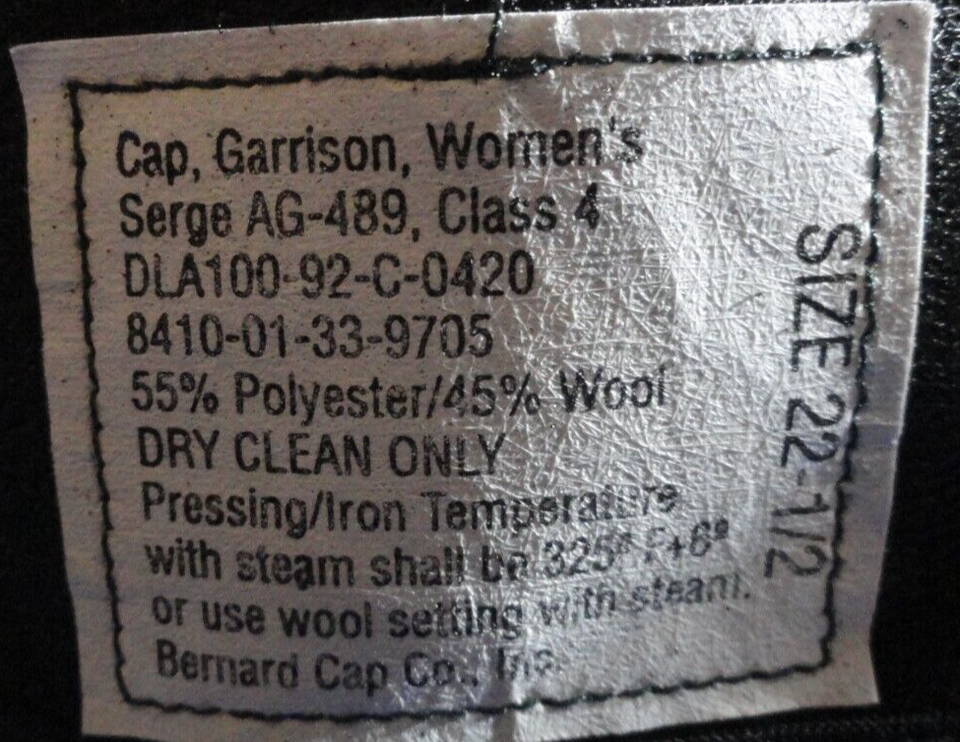 Cap, Garrison, Women's
Serge AG-489, Class 4
DLA100-92-C-0420
8410-01-33-9705
55% Polyester/45% Wool
DRY CLEAN ONLY
Pressing/Iron Temperature
with steam shall be 325° F+6°
or use wool setting with steam.
Bernard Cap Co., Inc.
SIZE 22-1/2